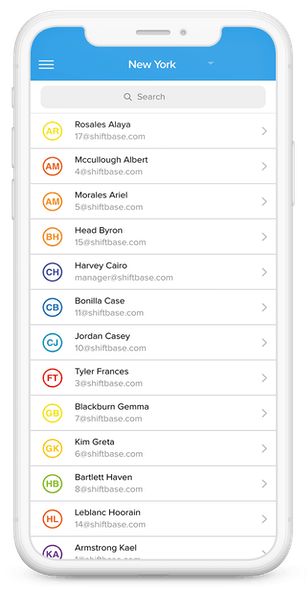 New York
Search
AR
Rosales Alaya
17@shiftbase.com
AM
Mccullough Albert
4@shiftbase.com
AM
Morales Ariel
5@shiftbase.com
BH
Head Byron
15@shiftbase.com
CH
Harvey Cairo
manager@shiftbase.com
CB
Bonilla Case
11@shiftbase.com
CJ
Jordan Casey
10@shiftbase.com
FT
Tyler Frances
3@shiftbase.com
GB
Blackburn Gemma
7@shiftbase.com
GK
Kim Greta
6@shiftbase.com
HB
Bartlett Haven
8@shiftbase.com
HL
Leblanc Hoorain
14@shiftbase.com
KA
Armstrong Kael